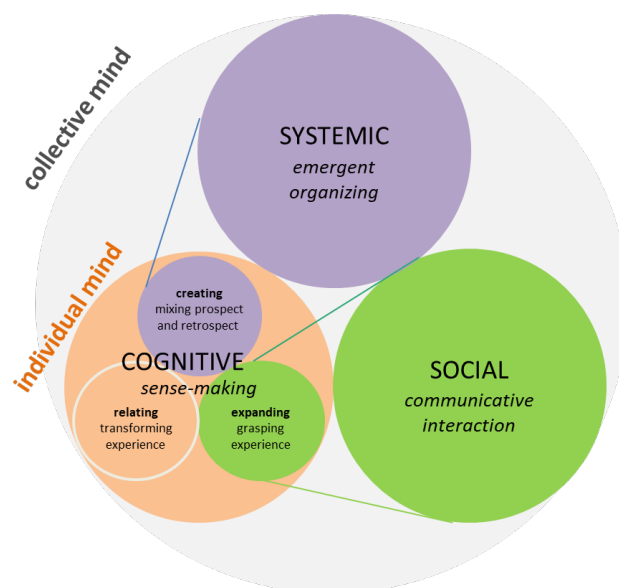 collective mind
SYSTEMIC
emergent
organizing
individual mind
creating
mixing prospect
and retrospect
COGNITIVE
sense-making
relating
transforming
experience
expanding
grasping
experience
SOCIAL
communicative
interaction